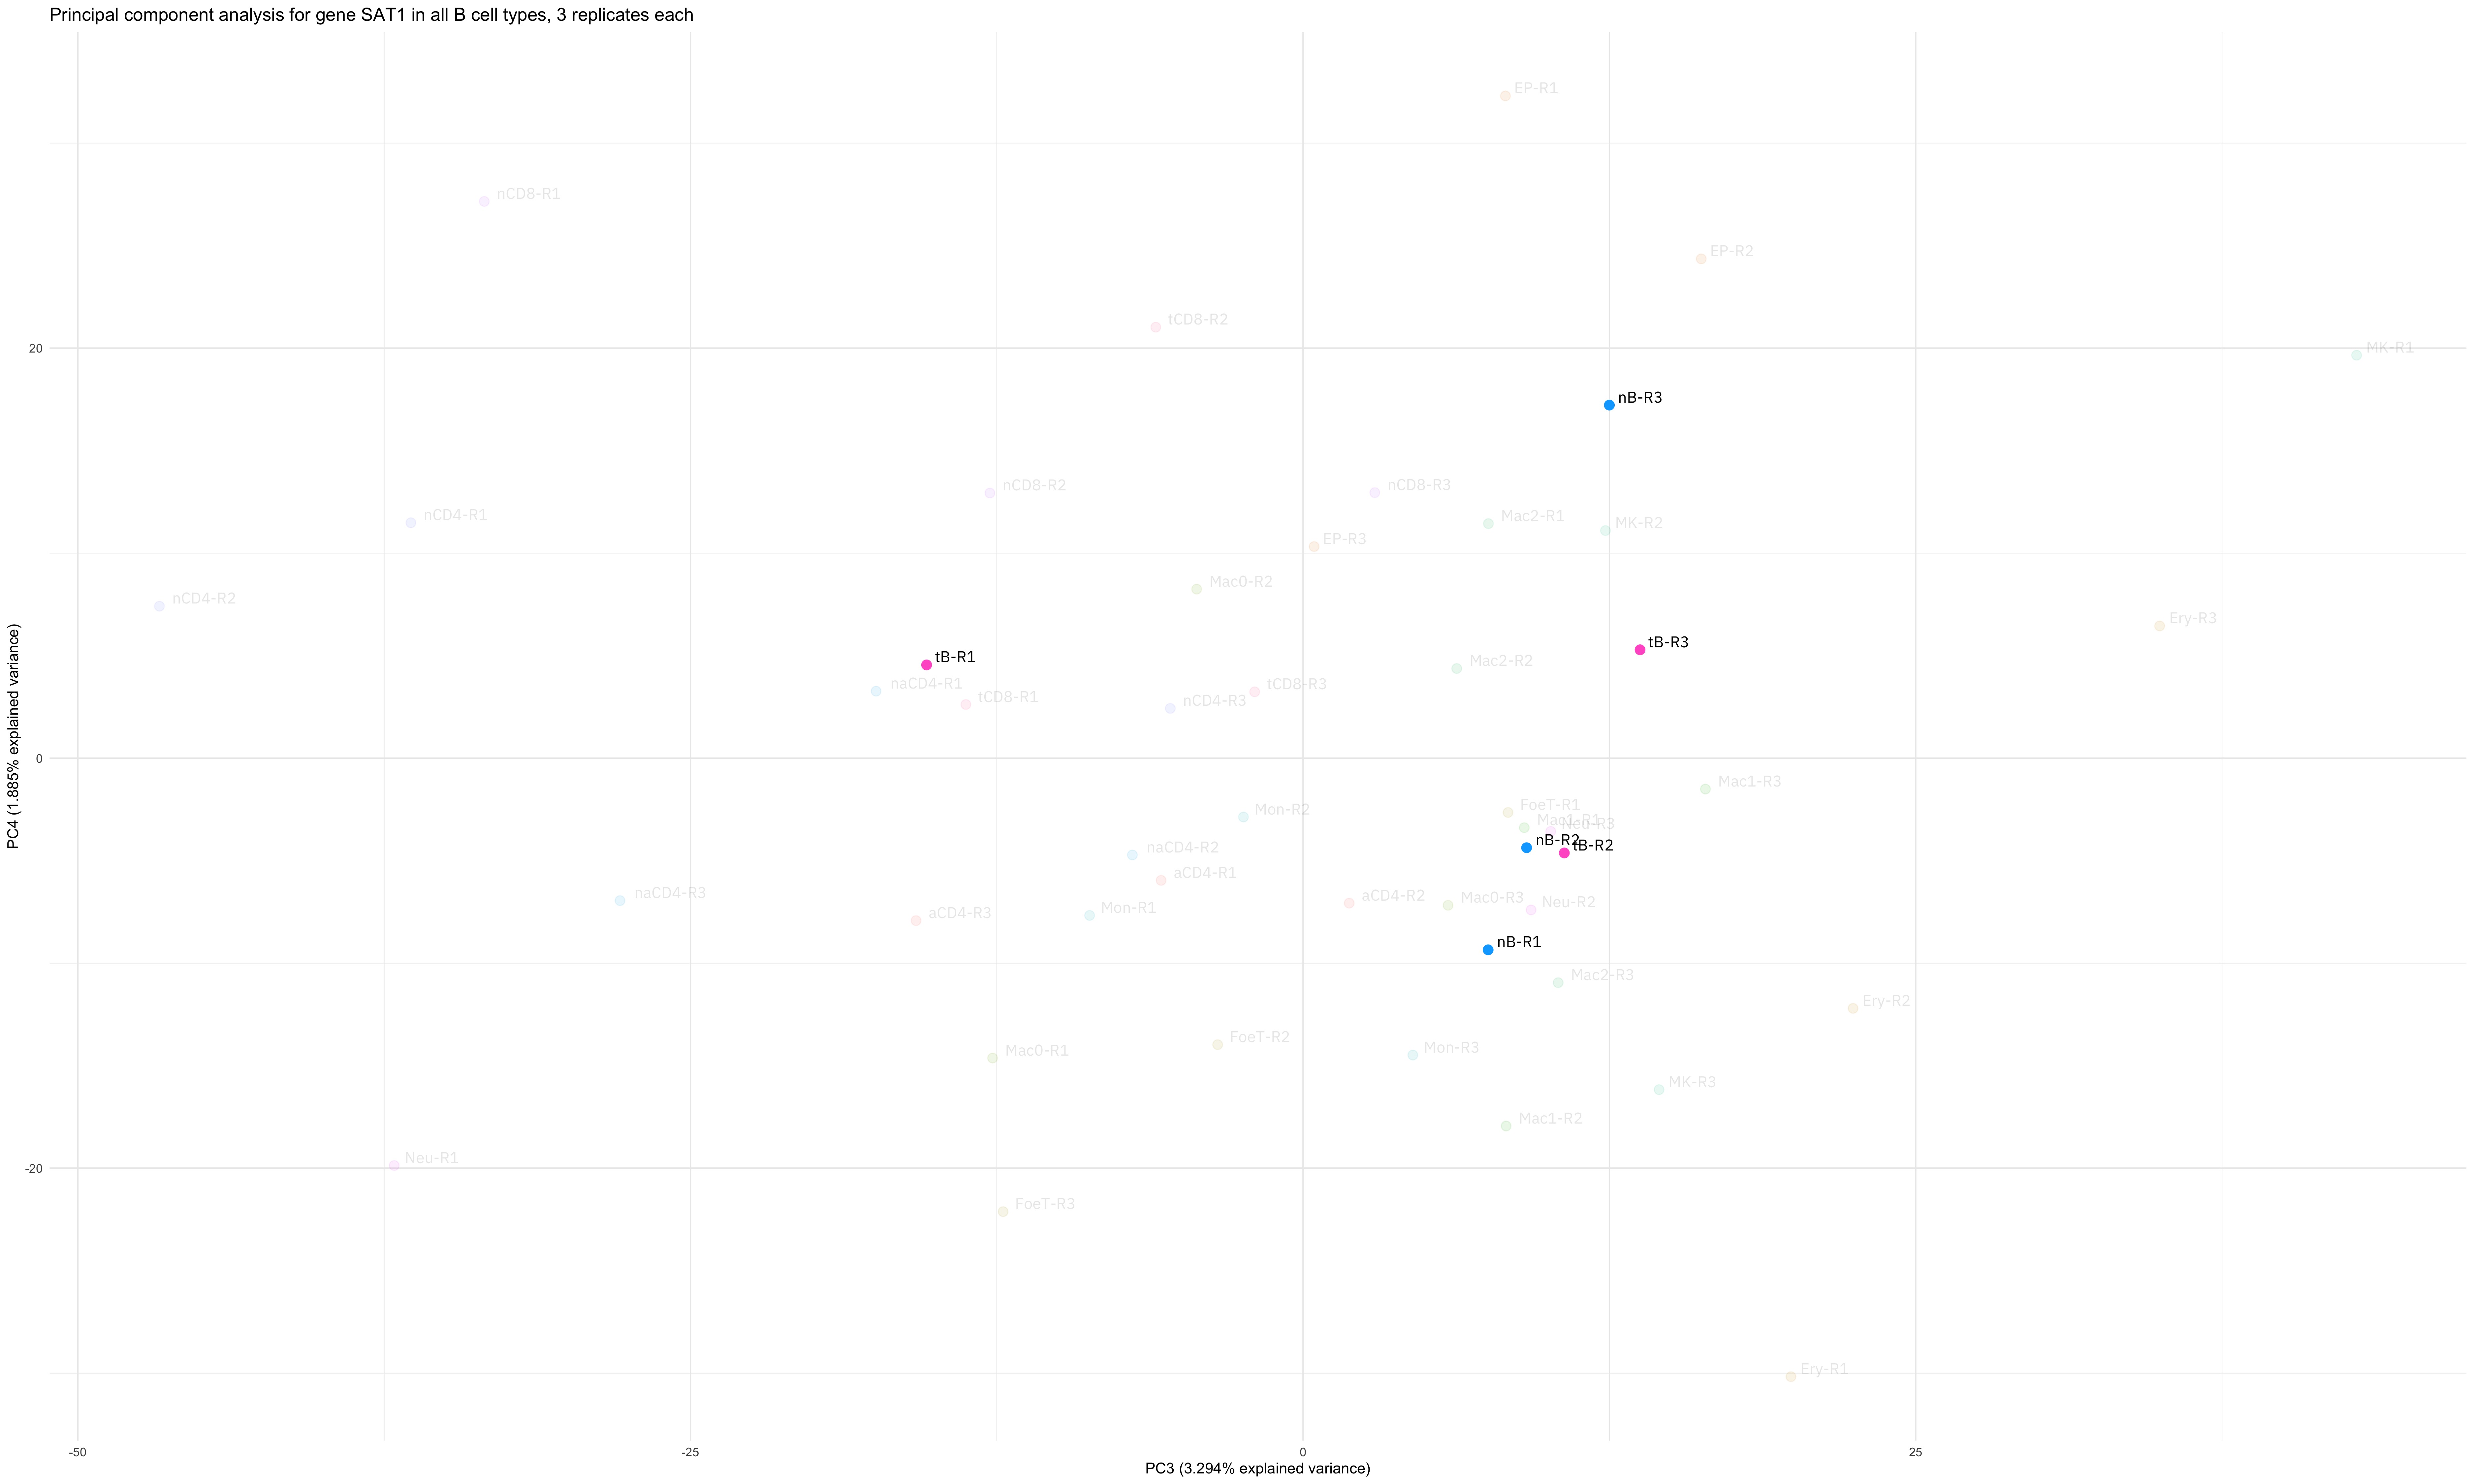 Principal component analysis for gene SAT1 in all B cell types, 3 replicates each
EP-R1
nCD8-R1
EP-R2
tCD8-R2
20
MK-R1
nB-R3
nCD8-R2
nCD8-R3
nCD4-R1
Mac2-R1
MK-R2
EP-R3
Mac0-R2
nCD4-R2
Ery-R3
tB-R1
tB-R3
Mac2-R2
naCD4-R1
tCD8-R3
tCD8-R1
nCD4-R3
PC4 (1.885% explained variance)
0
Mac1-R3
FoeT-R1
Mon-R2
Mac1-R1
Neu-R3
nB-R2
tB-R2
naCD4-R2
aCD4-R1
naCD4-R3
aCD4-R2
Mac0-R3
Neu-R2
Mon-R1
aCD4-R3
nB-R1
Mac2-R3
Ery-R2
FoeT-R2
Mac0-R1
Mon-R3
MK-R3
Mac1-R2
Neu-R1
-20
FoeT-R3
Ery-R1
-50
-25
0
25
PC3 (3.294% explained variance)